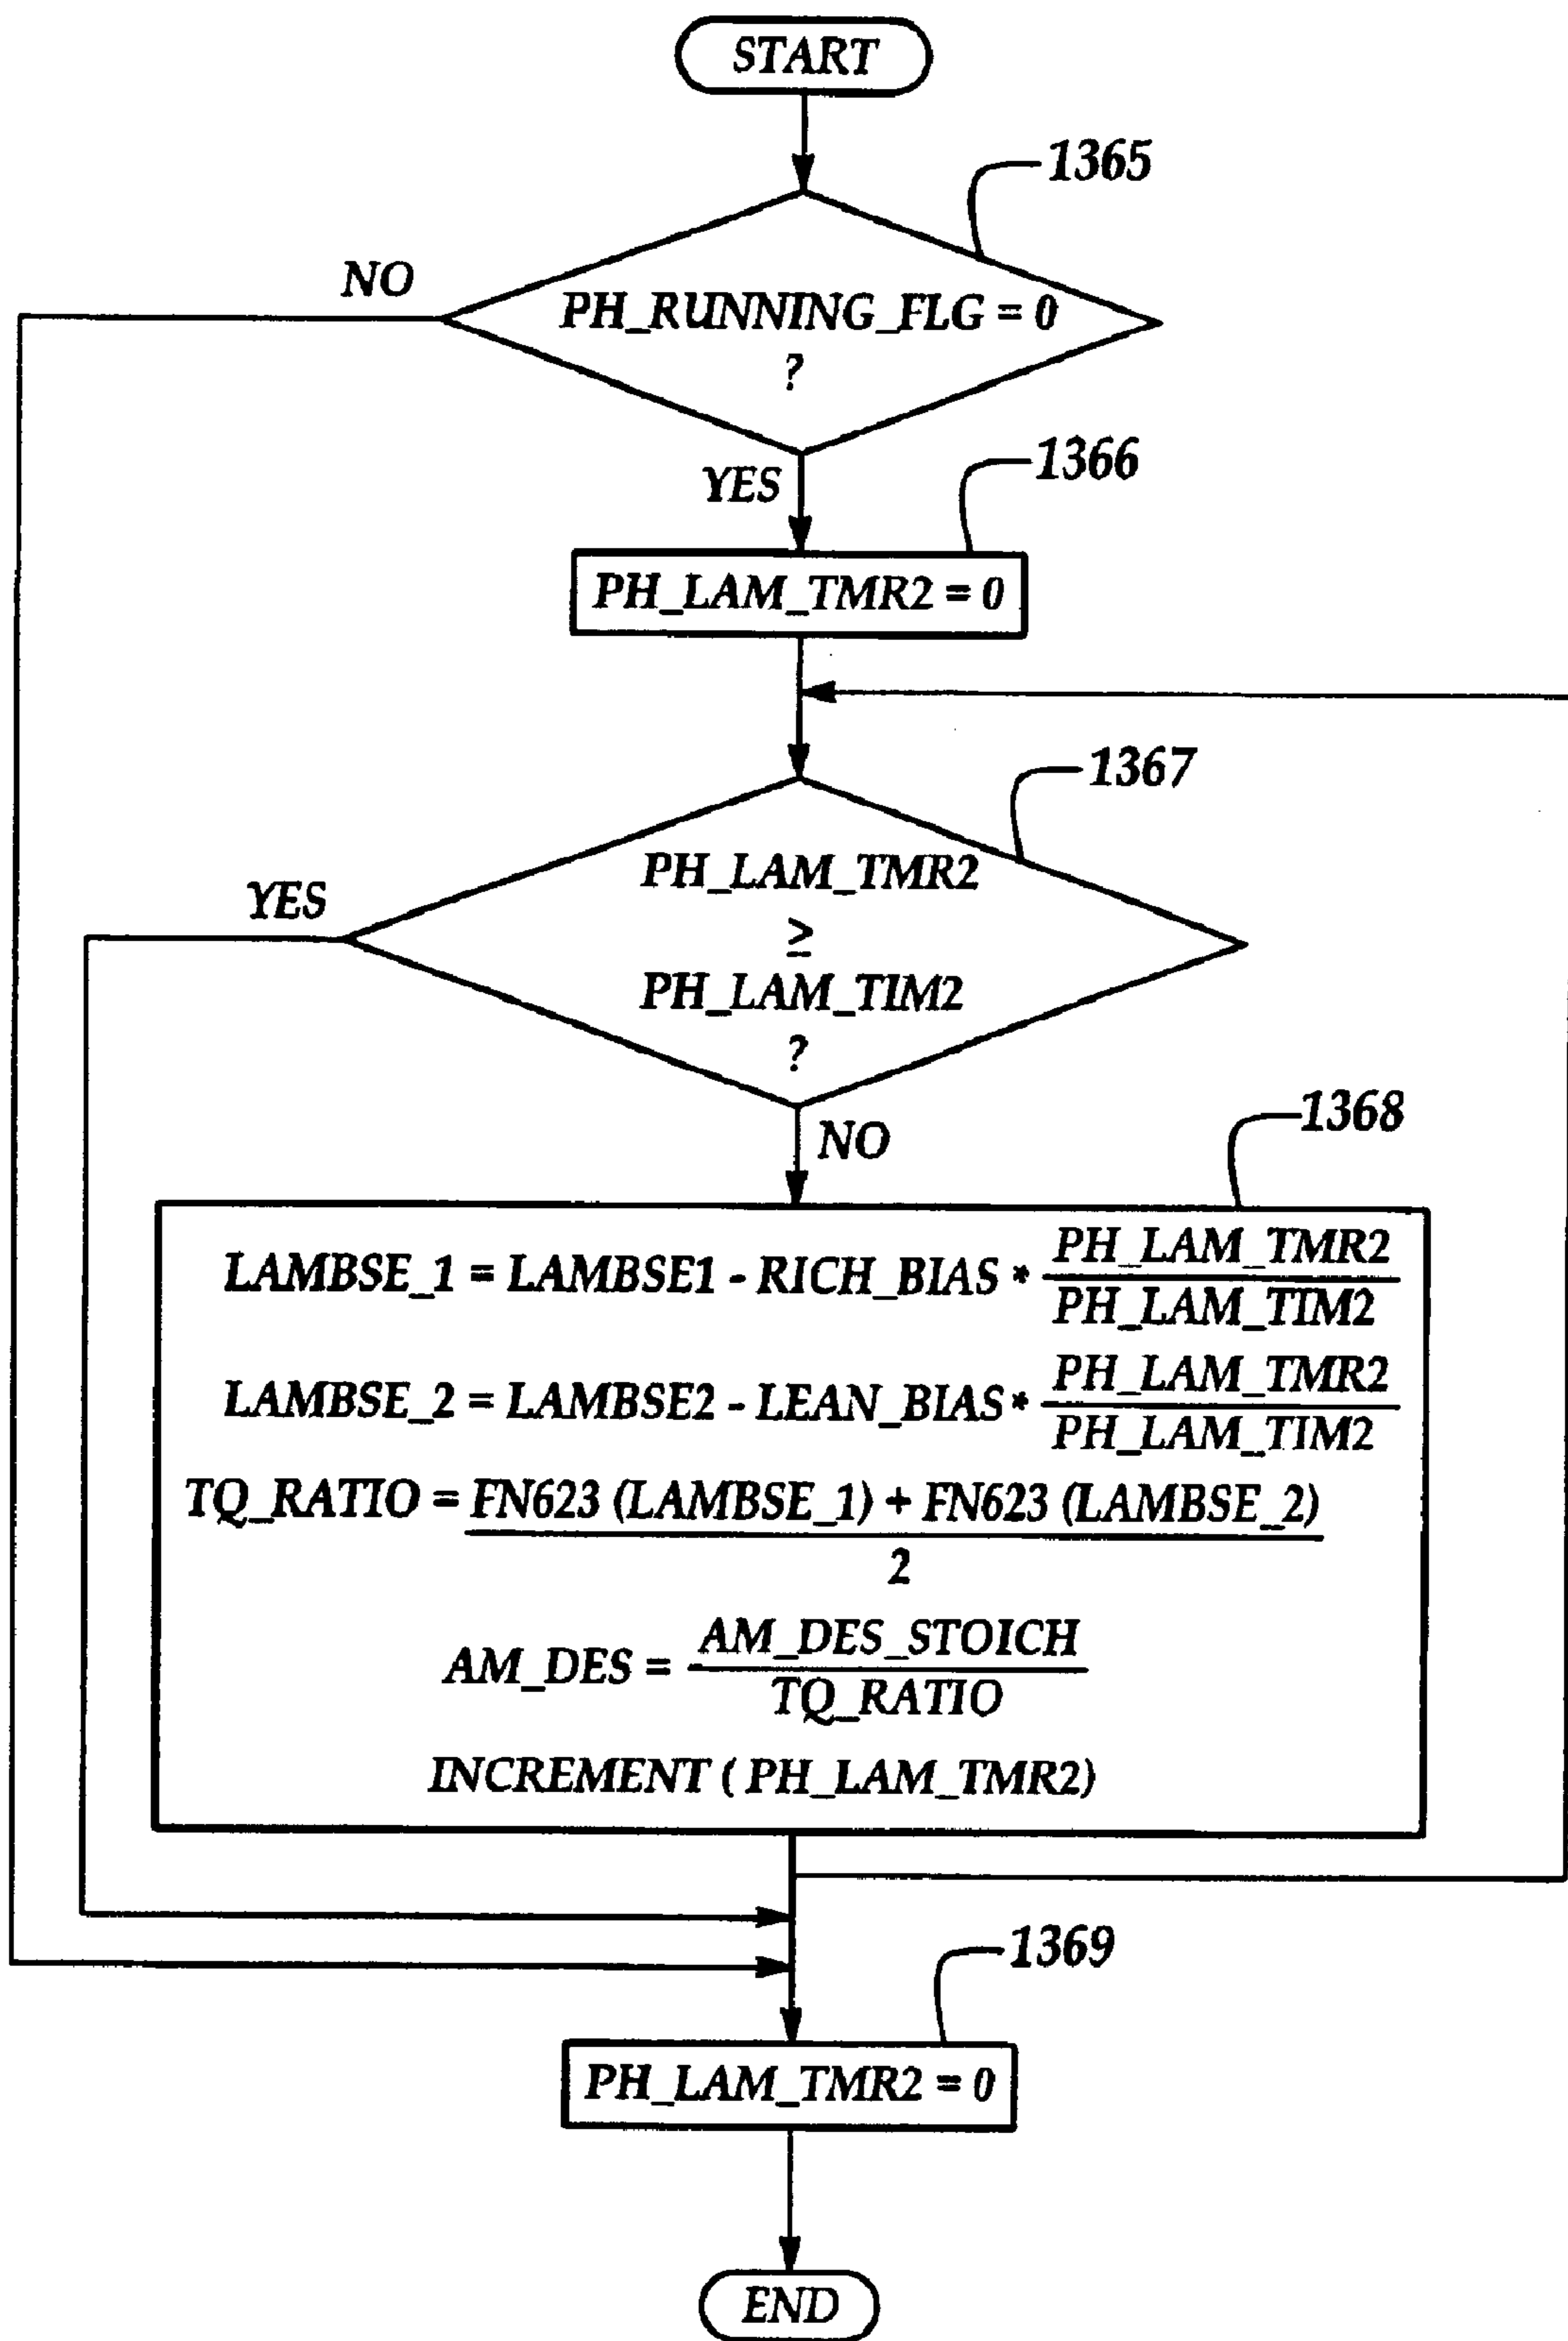 START
1365
NO
PH_RUNNING_FLG = 0
?
YES
1366
PH_LAM_TMR2 = 0
1367
YES
PH_LAM_TMR2
≥
PH_LAM_TIM2
?
NO
1368
LAMBSE_1 = LAMBSE1 - RICH_BIAS * PH_LAM_TMR2
PH_LAM_TIM2
LAMBSE_2 = LAMBSE2 - LEAN_BIAS * PH_LAM_TMR2
PH_LAM_TIM2
TQ_RATIO = FN623 (LAMBSE_1) + FN623 (LAMBSE_2)
2
AM_DES = AM_DES_STOICH
TQ_RATIO
INCREMENT ( PH_LAM_TMR2)
1369
PH_LAM_TMR2 = 0
END